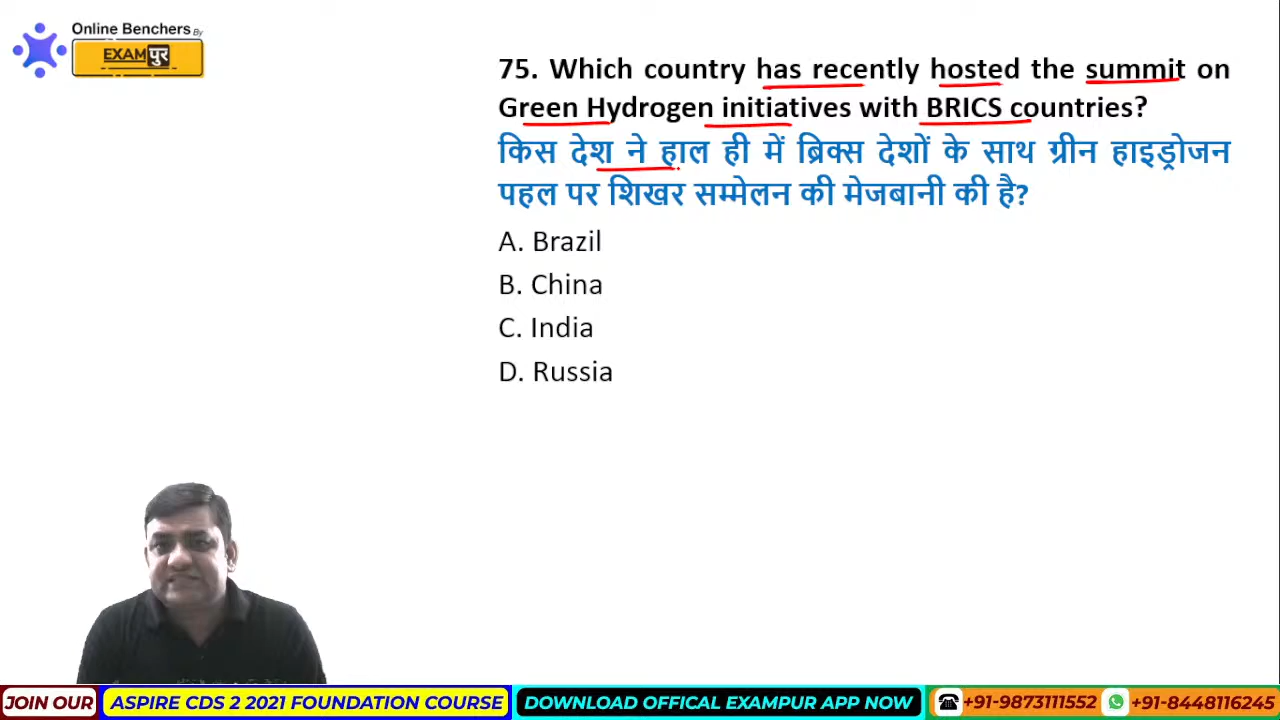 Online Benchers By
EXAMपुर
75. Which country has recently hosted the summit on
Green Hydrogen initiatives with BRICS countries?
किस देश ने हाल ही में ब्रिक्स देशों के साथ ग्रीन हाइड्रोजन
पहल पर शिखर सम्मेलन की मेजबानी की है?
A. Brazil
B. China
C. India
D. Russia
JOIN OUR ASPIRE CDS 2 2021 FOUNDATION COURSE DOWNLOAD OFFICAL EXAMPUR APP NOW +91-9873111552 +91-8448116245